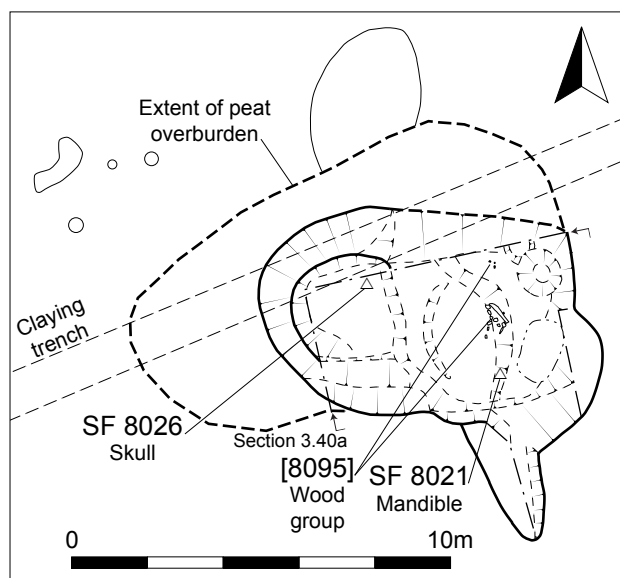 Extent of peat
overburden
Claying
trench
SF 8026
Skull
Section 3.40a
[8095]
Wood
group
SF 8021
Mandible
0
10m